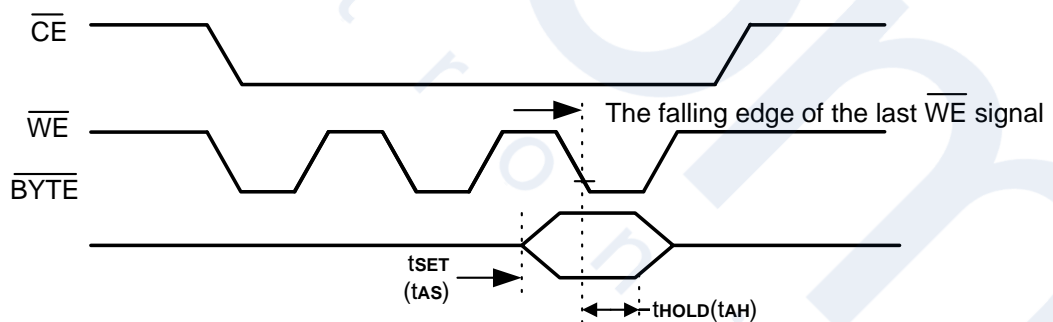 CE
The falling edge of the last WE signal
WE
BYTE
tSET
(tAS)
tHOLD(tAH)